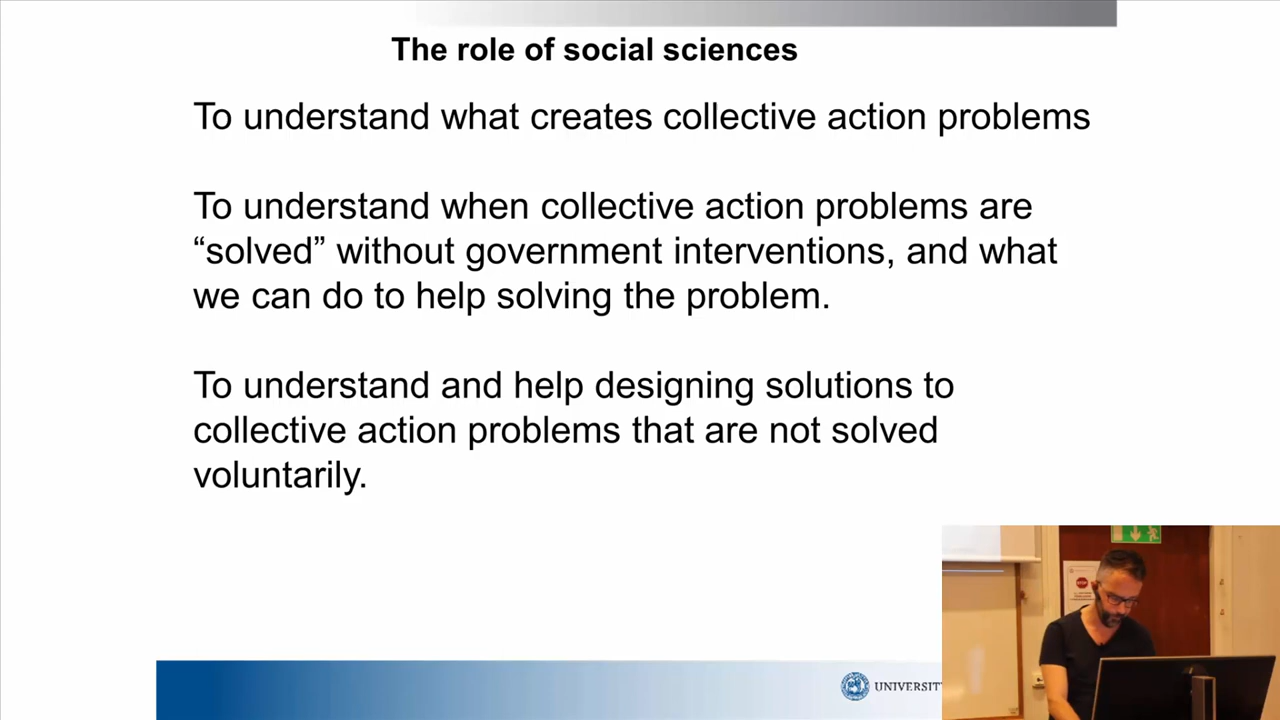 The role of social sciences
To understand what creates collective action problems
To understand when collective action problems are
“solved” without government interventions, and what
we can do to help solving the problem.
To understand and help designing solutions to
collective action problems that are not solved
voluntarily.